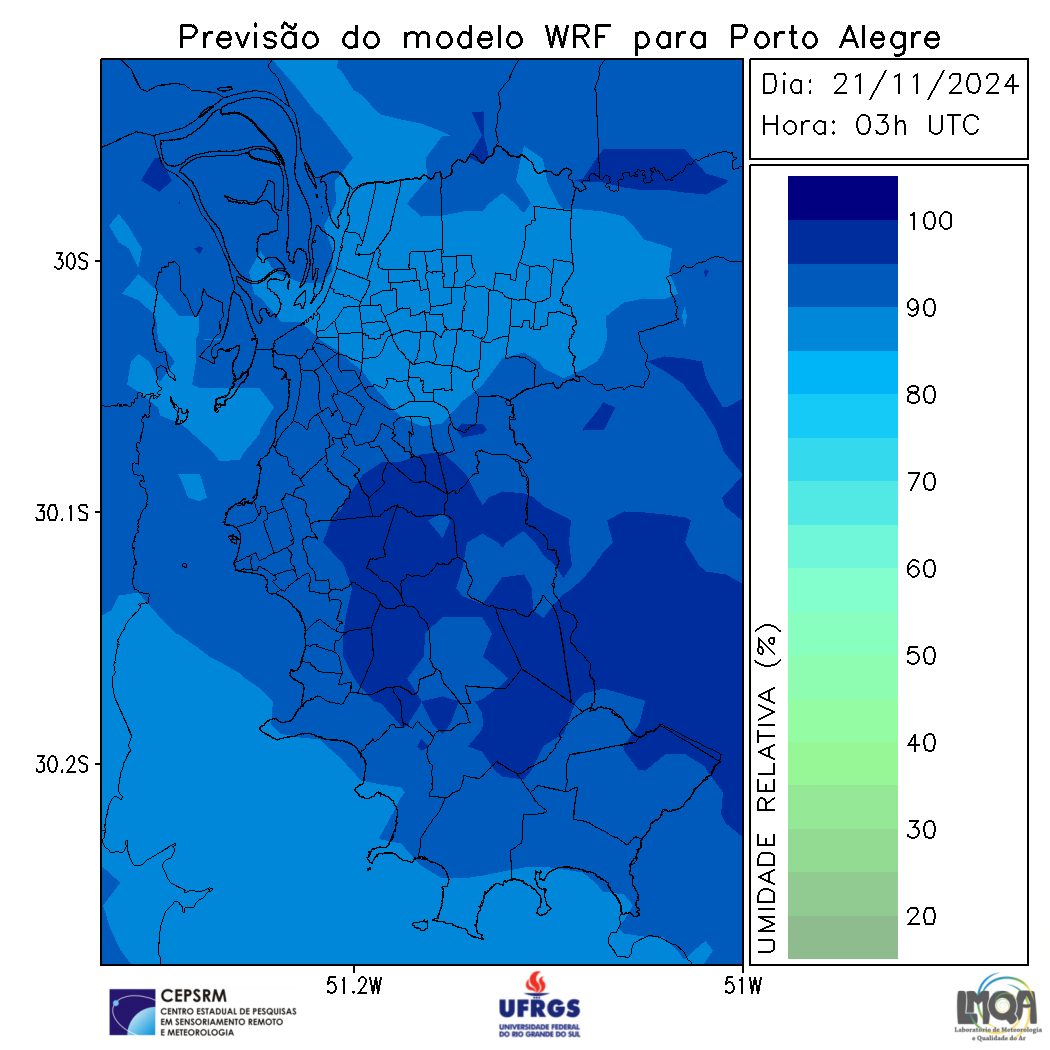 Previsão do modelo WRF para Porto Alegre
Dia: 21/11/2024
Hora: 03h UTC
30S
30.1S
30.2S
51.2W
51W
UMIDADE RELATIVA (%)
100
90
80
70
60
50
40
30
20
CEPSRM
CENTRO ESTADUAL DE PESQUISAS
EM SENSORIAMENTO REMOTO
E METEOROLOGIA
UFRGS
UNIVERSIDADE FEDERAL
DO RIO GRANDE DO SUL
LMQA
Laboratório de Meteorologia
e Qualidade do Ar